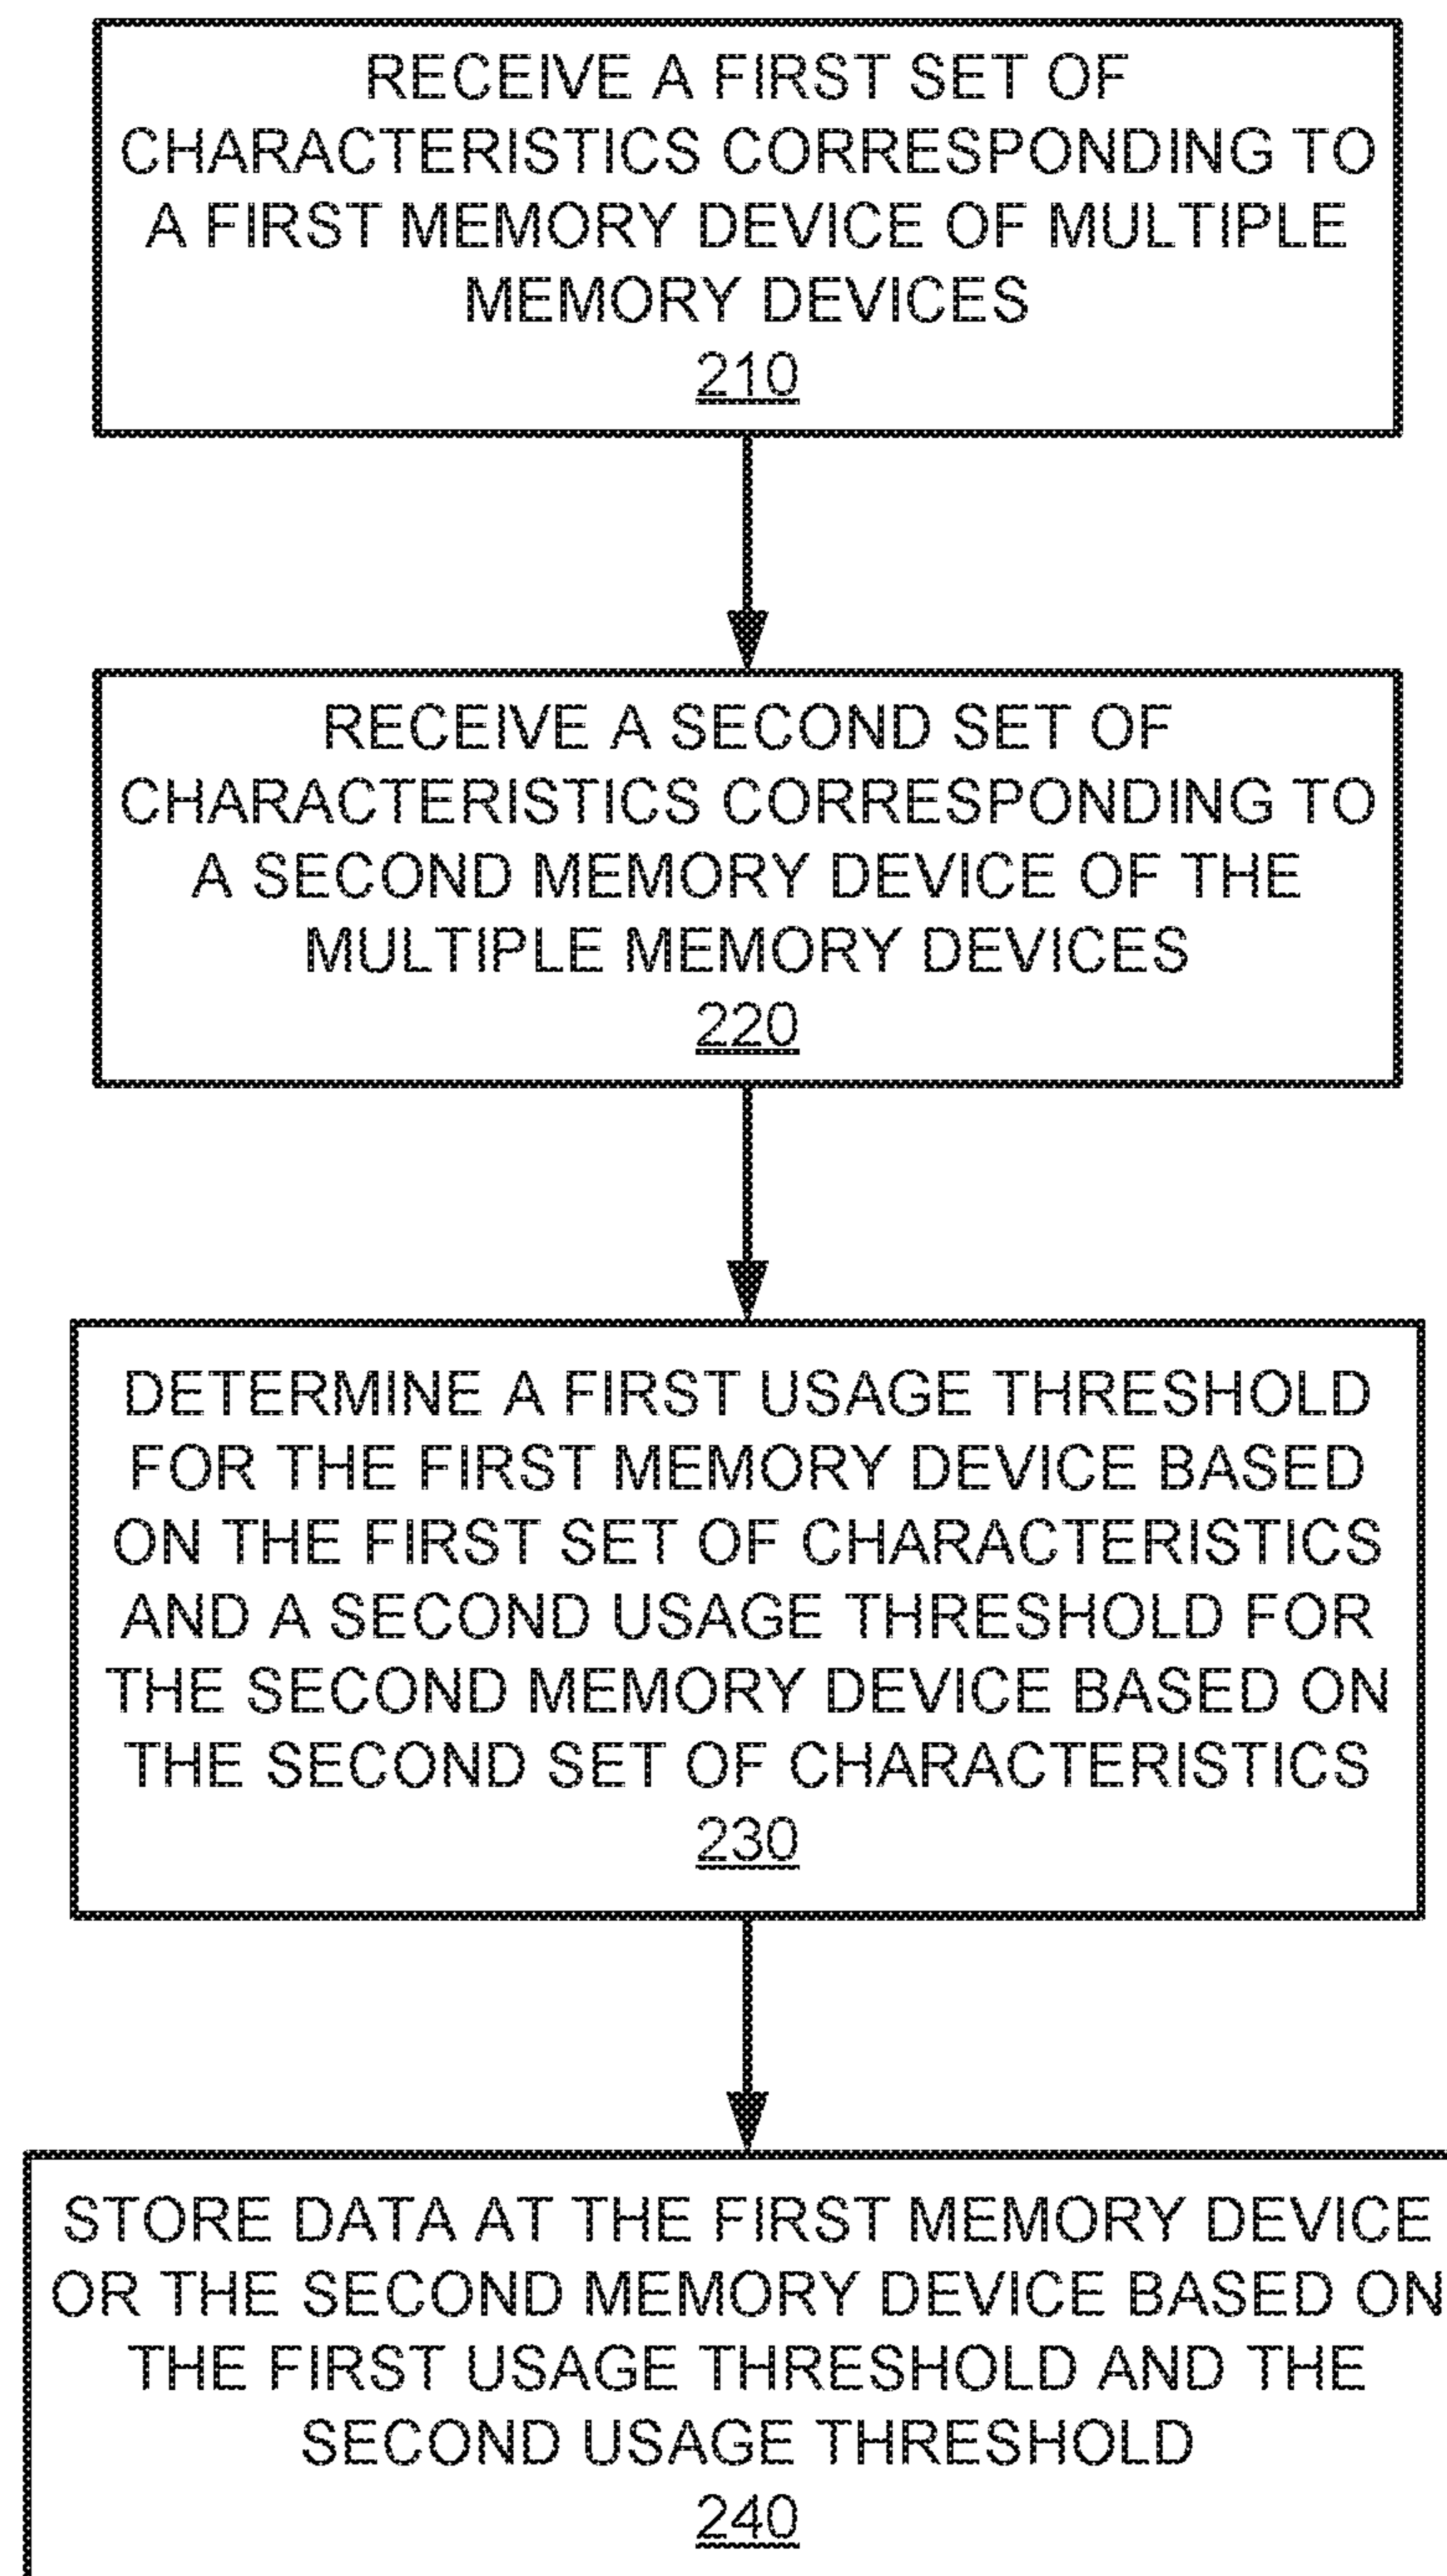 RECEIVE A FIRST SET OF
CHARACTERISTICS CORRESPONDING TO
A FIRST MEMORY DEVICE OF MULTIPLE
MEMORY DEVICES
210
RECEIVE A SECOND SET OF
CHARACTERISTICS CORRESPONDING TO
A SECOND MEMORY DEVICE OF THE
MULTIPLE MEMORY DEVICES
220
DETERMINE A FIRST USAGE THRESHOLD
FOR THE FIRST MEMORY DEVICE BASED
ON THE FIRST SET OF CHARACTERISTICS
AND A SECOND USAGE THRESHOLD FOR
THE SECOND MEMORY DEVICE BASED ON
THE SECOND SET OF CHARACTERISTICS
230
STORE DATA AT THE FIRST MEMORY DEVICE
OR THE SECOND MEMORY DEVICE BASED ON
THE FIRST USAGE THRESHOLD AND THE
SECOND USAGE THRESHOLD
240